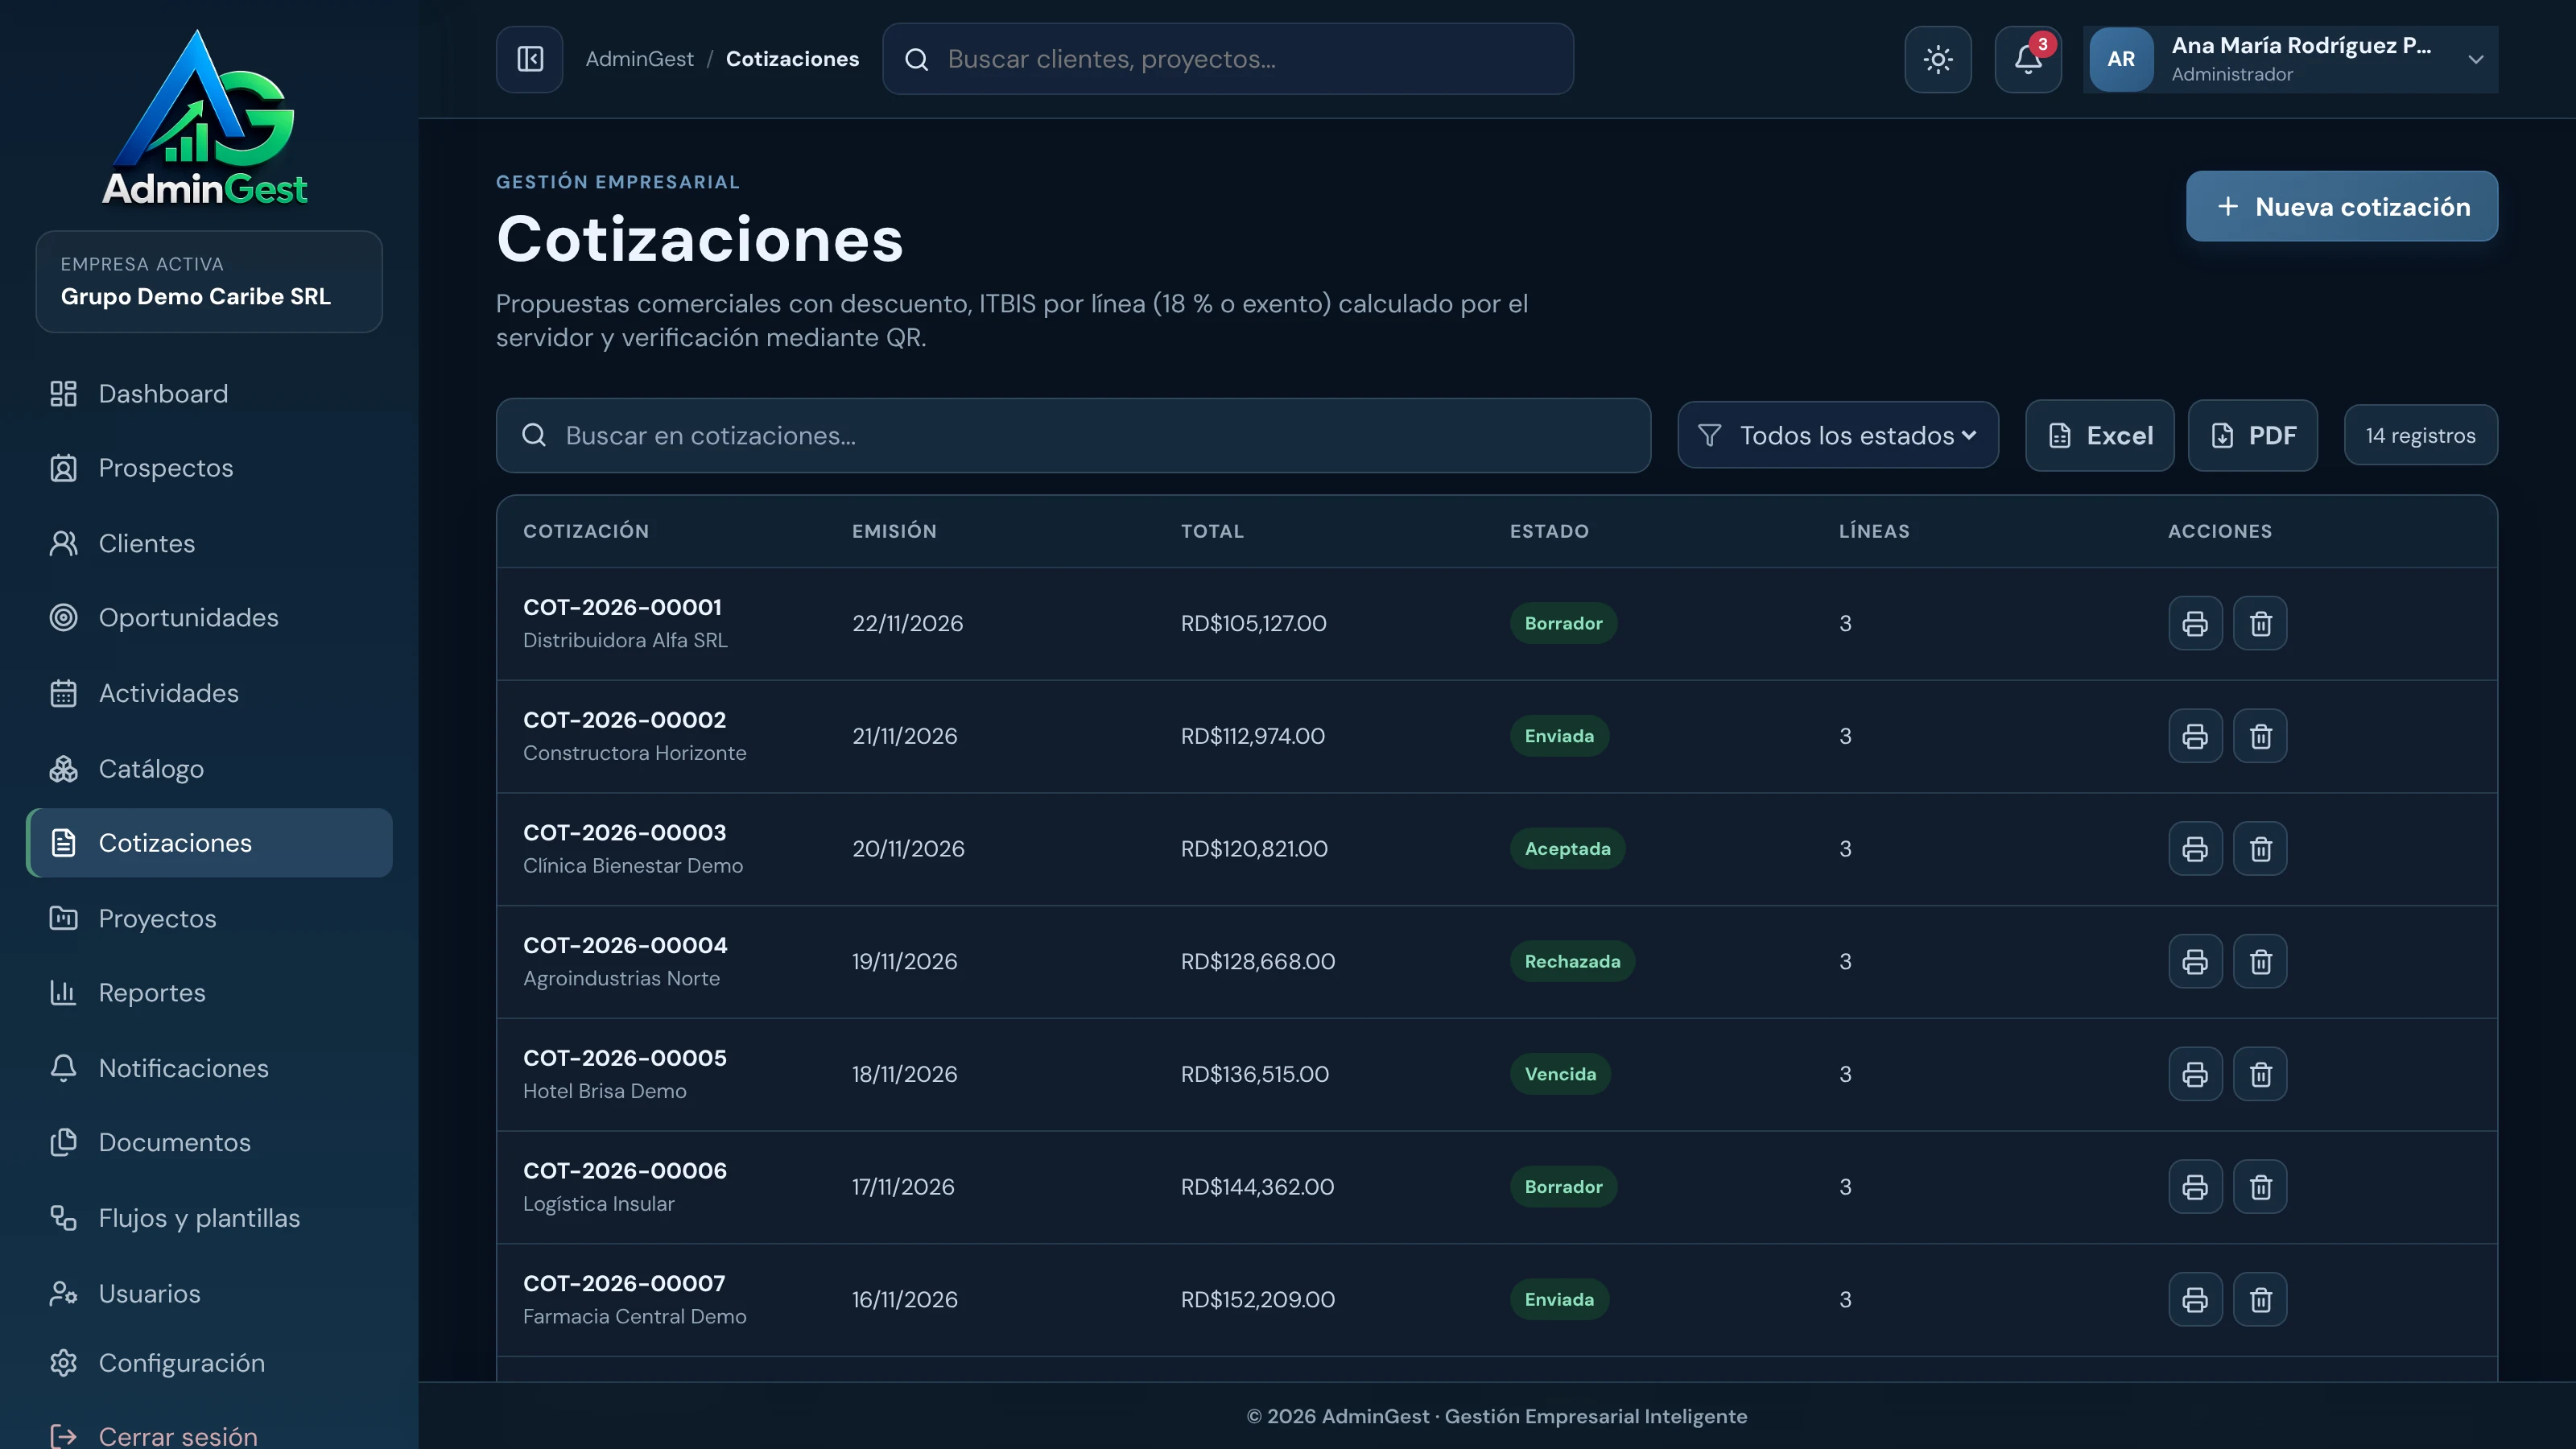 AdminGest
EMPRESA ACTIVA
Grupo Demo Caribe SRL
Dashboard
Prospectos
Clientes
Oportunidades
Actividades
Catálogo
Cotizaciones
Proyectos
Reportes
Notificaciones
Documentos
Flujos y plantillas
Usuarios
Configuración
Cerrar sesión
AdminGest / Cotizaciones
Buscar clientes, proyectos...
3
AR
Ana María Rodríguez P...
Administrador
GESTIÓN EMPRESARIAL
Cotizaciones
Propuestas comerciales con descuento, ITBIS por línea (18 % o exento) calculado por el
servidor y verificación mediante QR.
+ Nueva cotización
Buscar en cotizaciones...
Todos los estados
Excel
PDF
14 registros
COTIZACIÓN EMISIÓN TOTAL ESTADO LÍNEAS ACCIONES
COT-2026-00001
Distribuidora Alfa SRL
22/11/2026 RD$105,127.00 Borrador 3
COT-2026-00002
Constructora Horizonte
21/11/2026 RD$112,974.00 Enviada 3
COT-2026-00003
Clínica Bienestar Demo
20/11/2026 RD$120,821.00 Aceptada 3
COT-2026-00004
Agroindustrias Norte
19/11/2026 RD$128,668.00 Rechazada 3
COT-2026-00005
Hotel Brisa Demo
18/11/2026 RD$136,515.00 Vencida 3
COT-2026-00006
Logística Insular
17/11/2026 RD$144,362.00 Borrador 3
COT-2026-00007
Farmacia Central Demo
16/11/2026 RD$152,209.00 Enviada 3
© 2026 AdminGest · Gestión Empresarial Inteligente